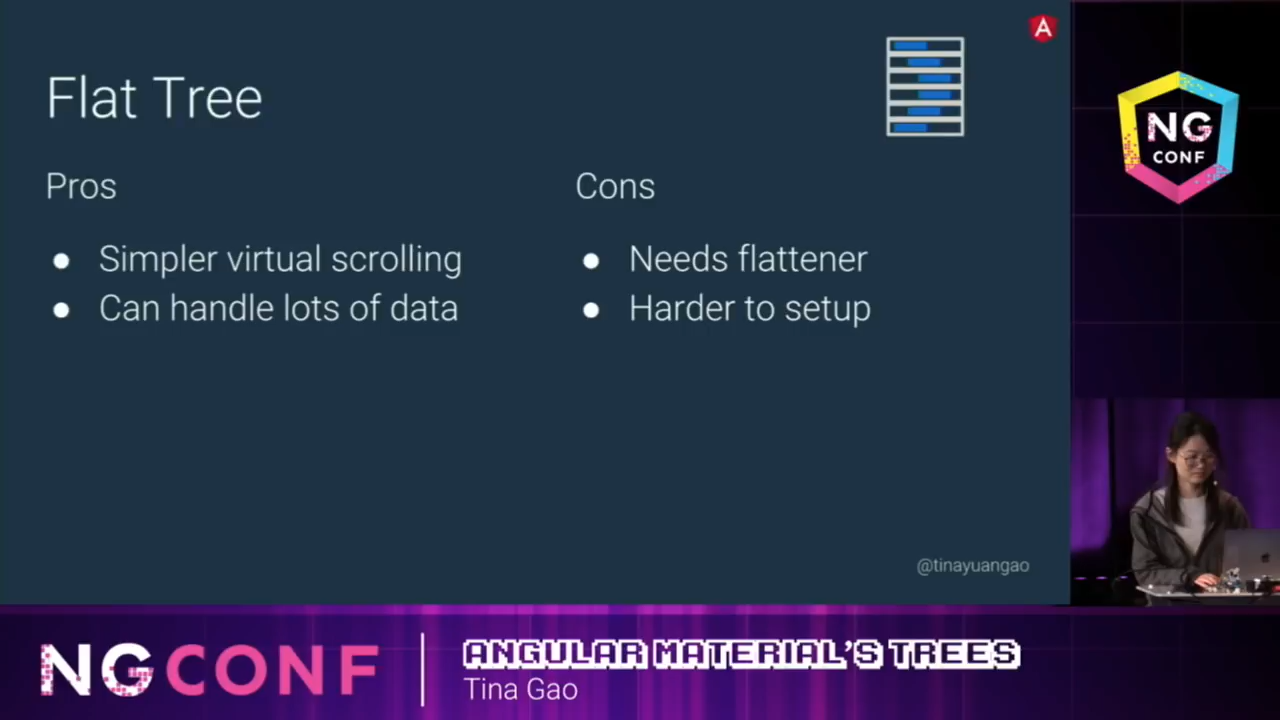 Flat Tree
Pros
Cons
● Simpler virtual scrolling
● Can handle lots of data
● Needs flattener
● Harder to setup
@tinayuangao
A
NG
CONF
NGCONF
ANGULAR MATERIAL'S TREES
Tina Gao